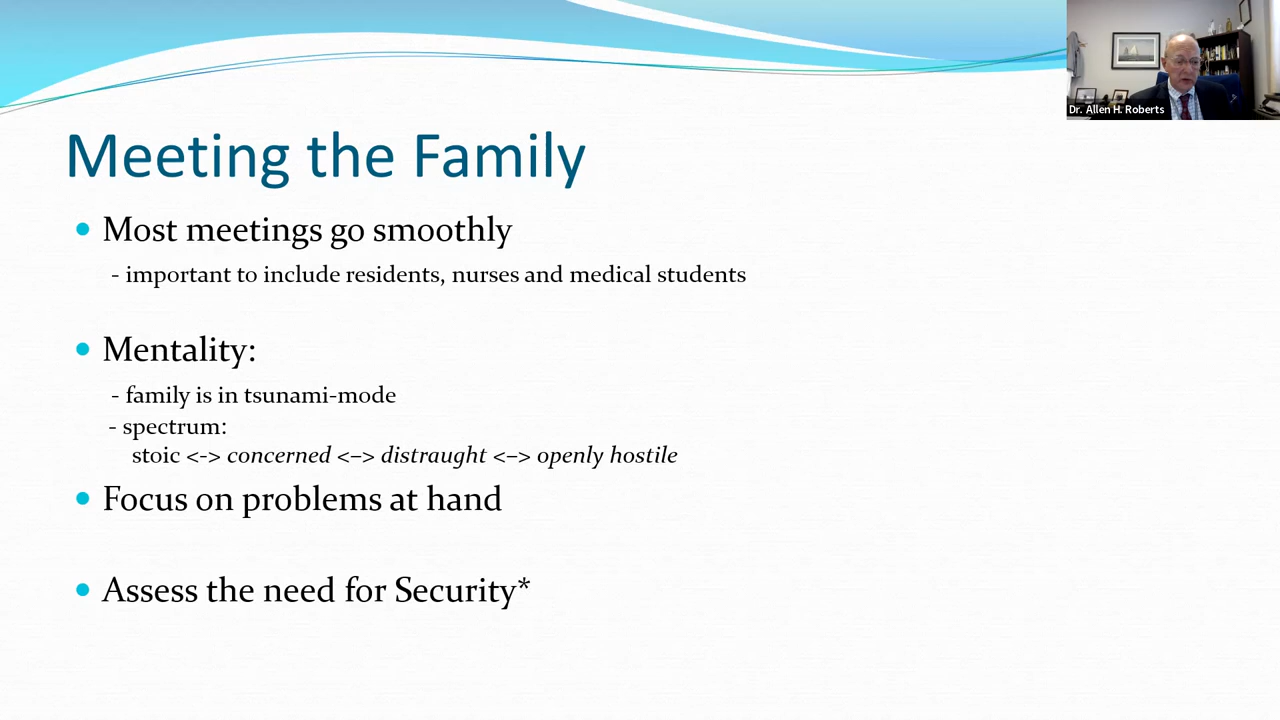 Dr. Allen H. Roberts
Meeting the Family
• Most meetings go smoothly
- important to include residents, nurses and medical students
• Mentality:
- family is in tsunami-mode
- spectrum:
stoic <-> concerned <–> distraught <–> openly hostile
• Focus on problems at hand
• Assess the need for Security*